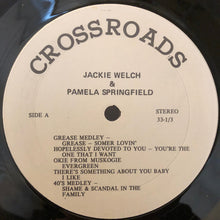 CROSSROADS
JACKIE WELCH
&
PAMELA SPRINGFIELD
SIDE A
STEREO
33-1/3
GREASE MEDLEY –
GREASE – SOMER LOVIN'
HOPELESSLY DEVOTED TO YOU – YOU'RE THE
ONE THAT I WANT
OKIE FROM MUSKOGIE
EVERGREEN
THERE'S SOMETHING ABOUT YOU BABY
I LIKE
40'S MEDLEY –
SHAME & SCANDAL IN THE
FAMILY